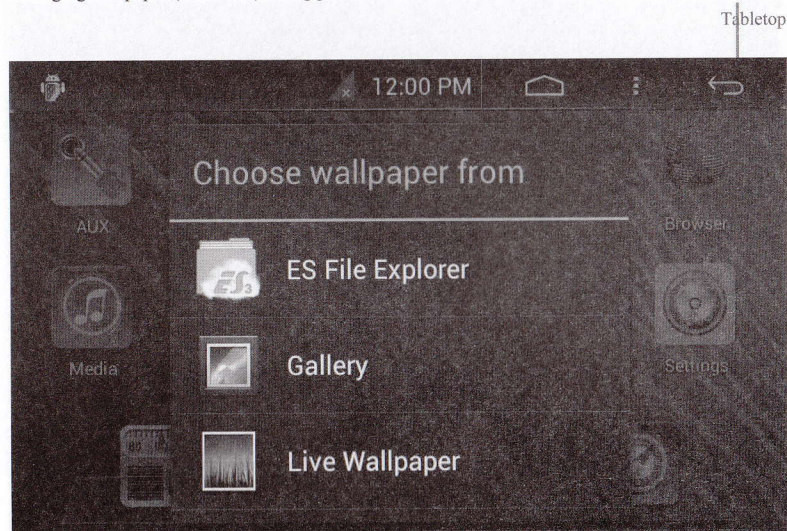 Tabletop
12:00 PM
Choose wallpaper from
AUX
Browser
ES File Explorer
Media
Gallery
Settings
Live Wallpaper